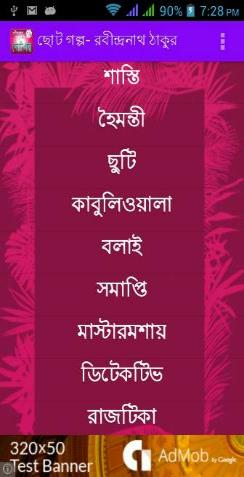 90% 7:28 PM
ছোট গল্প- রবীন্দ্রনাথ ঠাকুর
শাস্তি
হৈমন্তী
ছুটি
কাবুলিওয়ালা
বলাই
সমাপ্তি
মাস্টারমশায়
ডিটেকটিভ
রাজটিকা
320x50
Test Banner
AdMob by Google